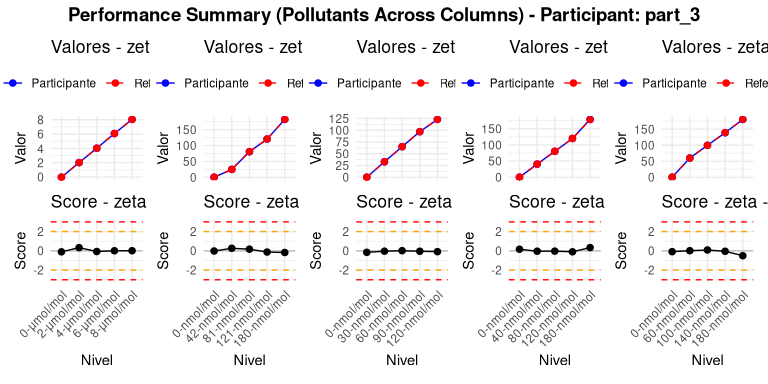 Performance Summary (Pollutants Across Columns) - Participant: part_3
Valores - zet Valores - zet Valores - zet Valores - zet Valores - zeta
Participante Ref Participante Ref Participante Ref Participante Ref Participante Refe
Valor 8 6 4 2 0
Valor 150 100 50 0
Valor 125 100 75 50 25 0
Valor 150 100 50 0
Valor 150 100 50 0
Score - zeta Score - zeta Score - zeta Score - zeta Score - zeta -
Score 2 0 -2
Score 2 0 -2
Score 2 0 -2
Score 2 0 -2
Score 2 0 -2
0-μmol/mol 2-μmol/mol 4-μmol/mol 6-μmol/mol 8-μmol/mol
0-nmol/mol 42-nmol/mol 81-nmol/mol 121-nmol/mol 180-nmol/mol
0-nmol/mol 30-nmol/mol 60-nmol/mol 90-nmol/mol 120-nmol/mol
0-nmol/mol 40-nmol/mol 80-nmol/mol 120-nmol/mol 180-nmol/mol
0-nmol/mol 60-nmol/mol 100-nmol/mol 140-nmol/mol 180-nmol/mol
Nivel Nivel Nivel Nivel Nivel